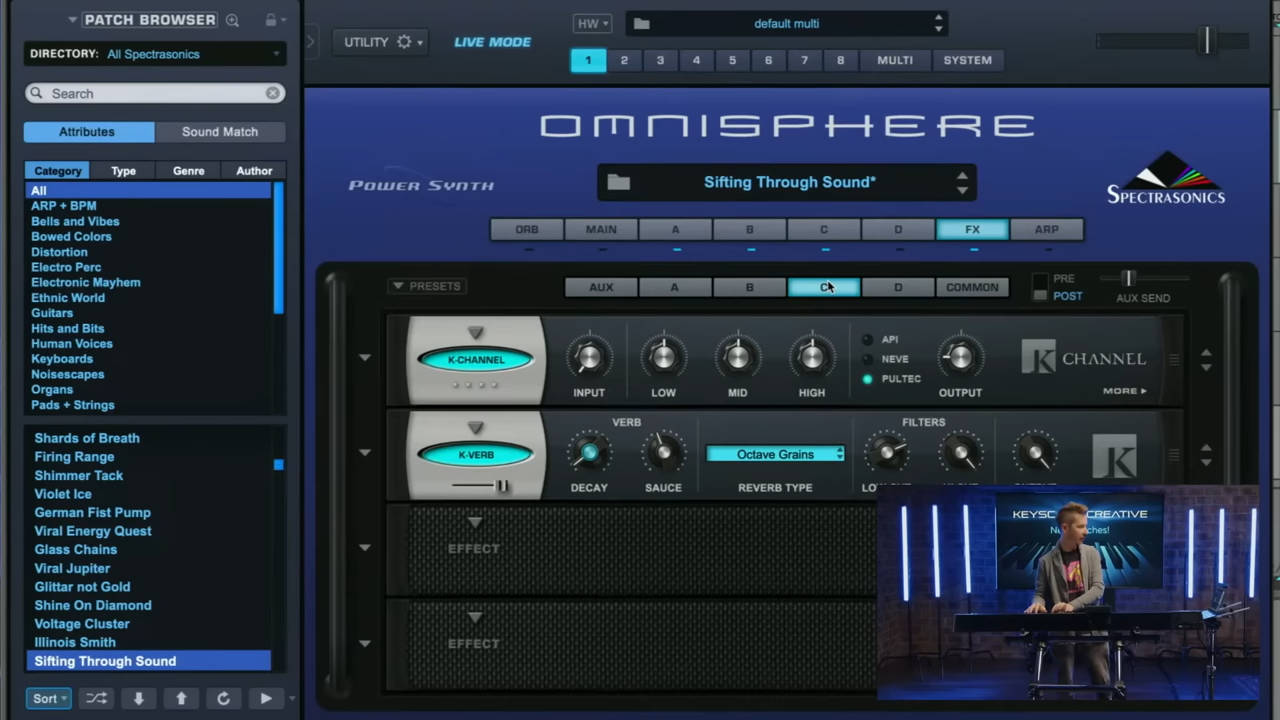 PATCH BROWSER
DIRECTORY: All Spectrasonics
Search
Attributes
Sound Match
Category
Type
Genre
Author
All
ARP + BPM
Bells and Vibes
Bowed Colors
Distortion
Electro Perc
Electronic Mayhem
Ethnic World
Guitars
Hits and Bits
Human Voices
Keyboards
Noisescapes
Organs
Pads + Strings
Shards of Breath
Firing Range
Shimmer Tack
Violet Ice
German Fist Pump
Viral Energy Quest
Glass Chains
Viral Jupiter
Glittar not Gold
Shine On Diamond
Voltage Cluster
Illinois Smith
Sifting Through Sound
Sort
UTILITY
LIVE MODE
HW
default multi
1 2 3 4 5 6 7 8 MULTI SYSTEM
OMNISPHERE
POWER SYNTH
Sifting Through Sound*
SPECTRASONICS
ORB MAIN A B C D FX ARP
PRESETS
AUX A B C D COMMON
PRE
POST
AUX SEND
K-CHANNEL
INPUT
LOW
MID
HIGH
API
NEVE
PULTEC
OUTPUT
K CHANNEL
MORE
K-VERB
VERB
DECAY
SAUCE
Octave Grains
REVERB TYPE
FILTERS
K
EFFECT
EFFECT